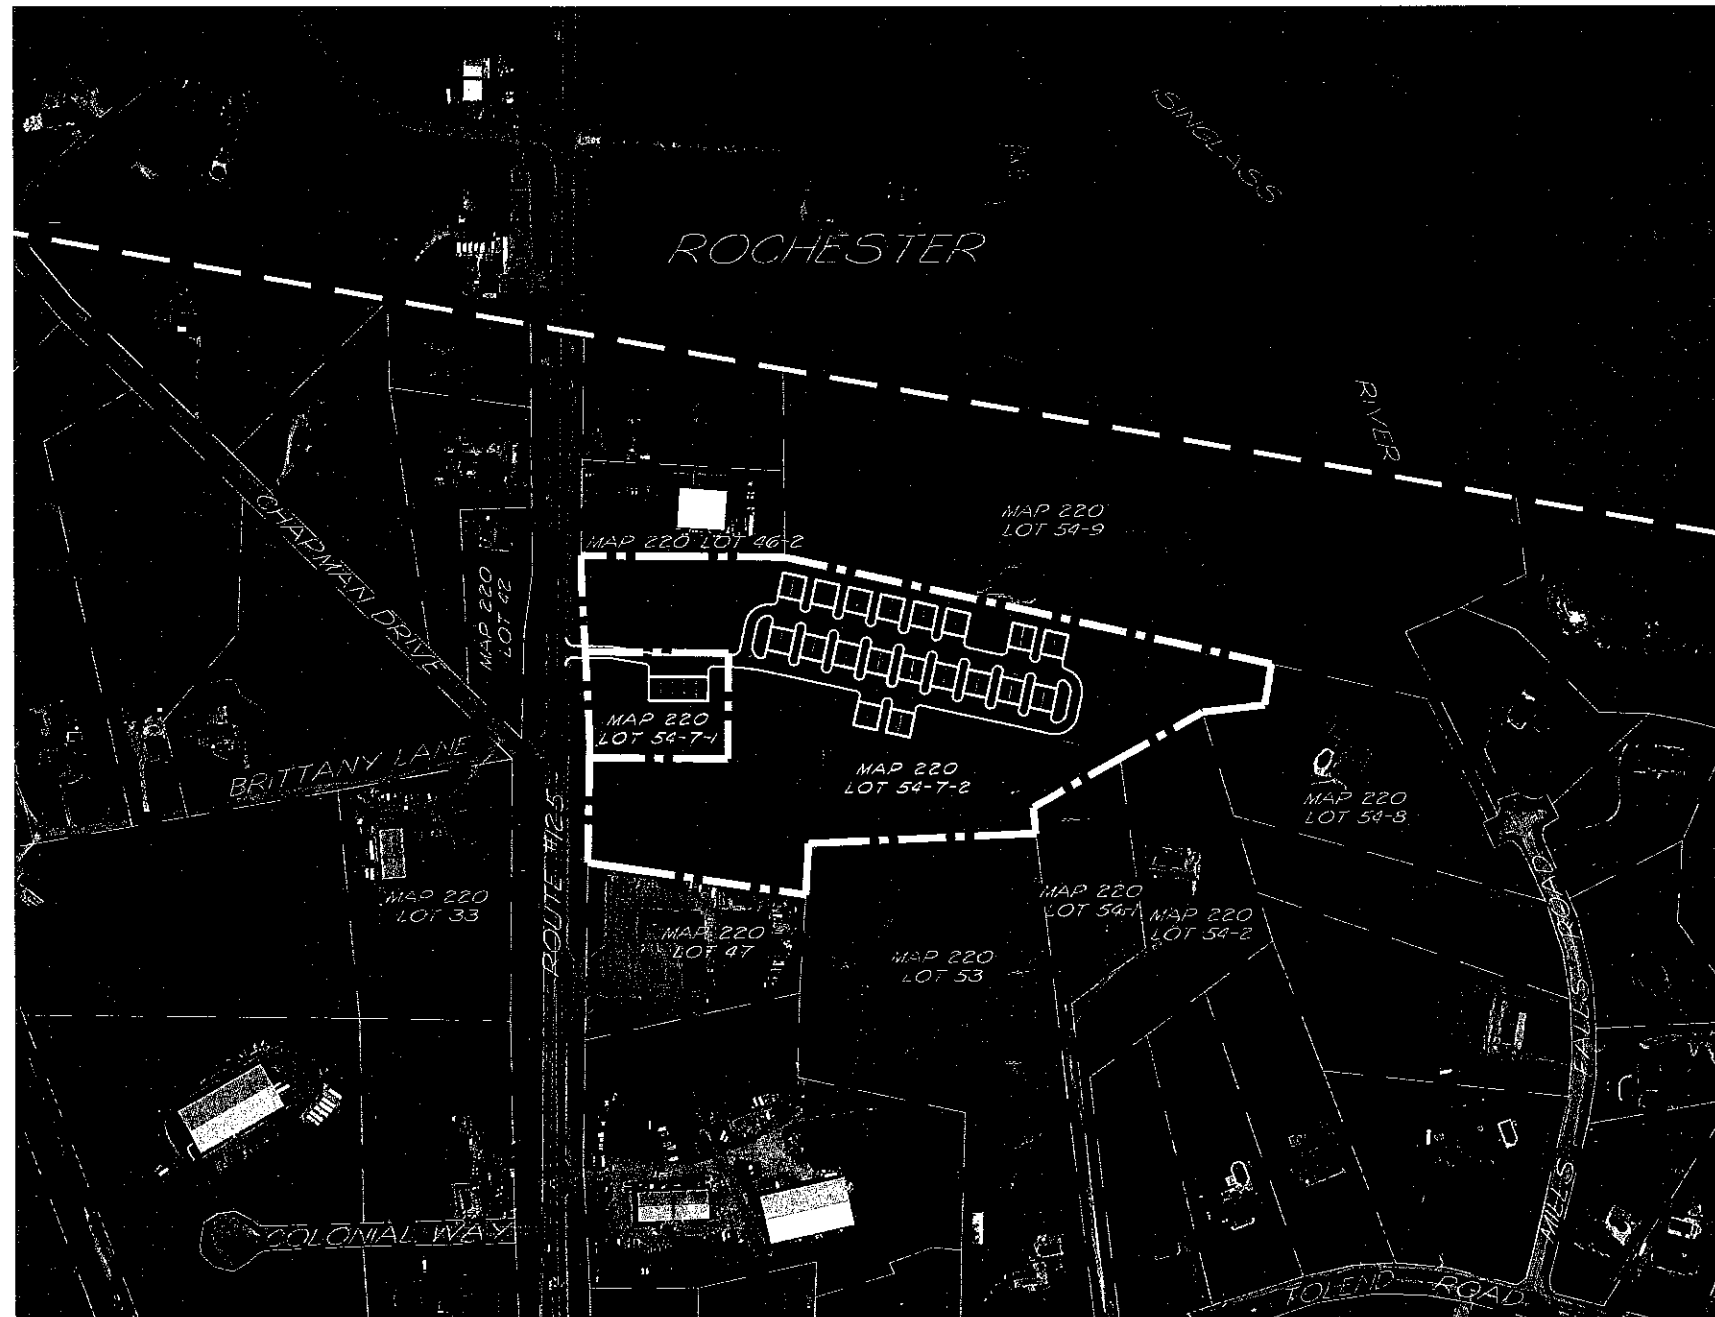 ISINGLASS
ROCHESTER
RIVER
MAP 220
LOT 54-9
CHAPMAN DRIVE
MAP 220 LOT 46-2
MAP 220
LOT 42
MAP 220
LOT 54-7-1
BRITTANY LANE
MAP 220
LOT 54-7-2
MAP 220
LOT 54-8
ROUTE #125
MAP 220
LOT 33
MAP 220
LOT 54-1
MAP 220
LOT 54-2
MAP 220
LOT 47
MAP 220
LOT 53
MILLS FALLS ROAD
COLONIAL WAY
TOLEND ROAD